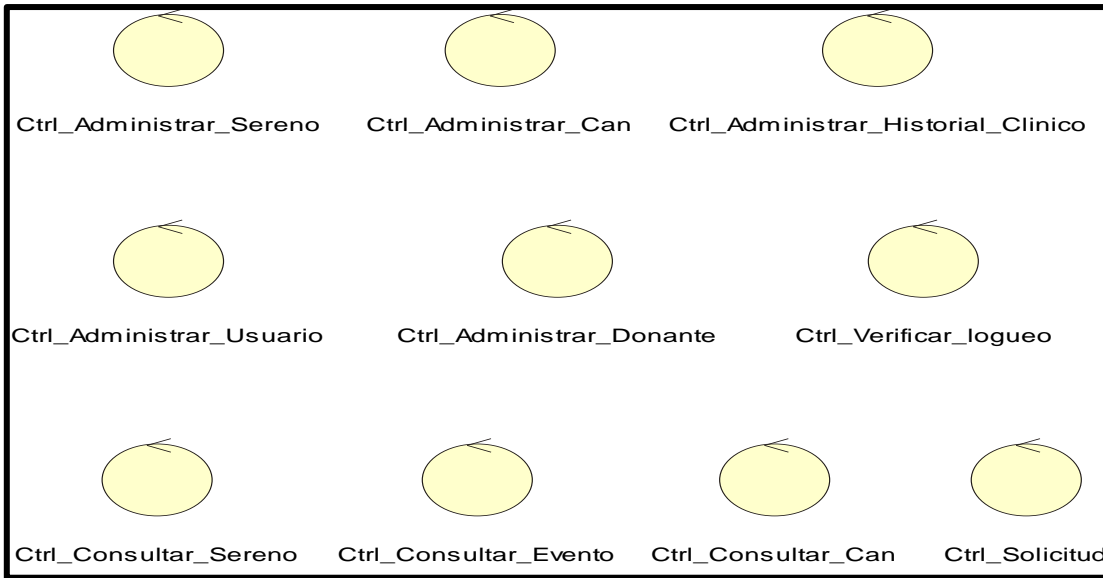 Ctrl_Administrar_Sereno Ctrl_Administrar_Can Ctrl_Administrar_Historial_Clinico
Ctrl_Administrar_Usuario Ctrl_Administrar_Donante Ctrl_Verificar_logueo
Ctrl_Consultar_Sereno Ctrl_Consultar_Evento Ctrl_Consultar_Can Ctrl_Solicitud